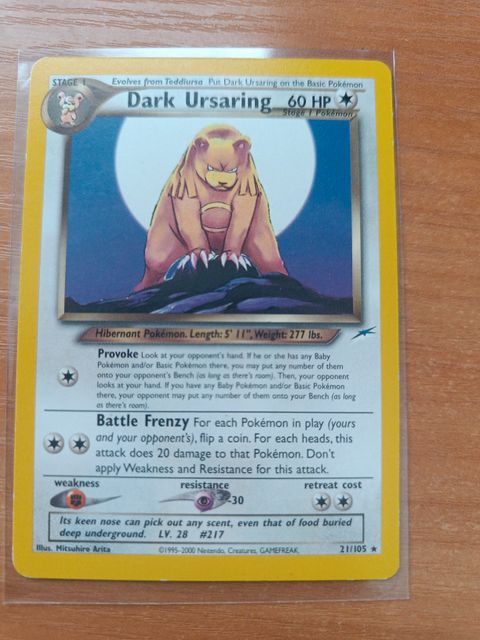 STAGE 1 Evolves from Teddiursa Put Dark Ursaring on the Basic Pokémon
Dark Ursaring 60 HP
Stage 1 Pokémon
Hibernant Pokémon. Length: 5' 11", Weight: 277 lbs.
Provoke Look at your opponent's hand. If he or she has any Baby
Pokémon and/or Basic Pokémon there, you may put any number of them
onto your opponent's Bench (as long as there's room). Then, your opponent
looks at your hand. If you have any Baby Pokémon and/or Basic Pokémon
there, your opponent may put any number of them onto your Bench (as long
as there's room).
Battle Frenzy For each Pokémon in play (yours
and your opponent's), flip a coin. For each heads, this
attack does 20 damage to that Pokémon. Don't
apply Weakness and Resistance for this attack.
weakness resistance retreat cost
-30
Its keen nose can pick out any scent, even that of food buried
deep underground. LV. 28 #217
Illus. Mitsuhiro Arita ©1995-2000 Nintendo, Creatures, GAMEFREAK. 21/105 ★